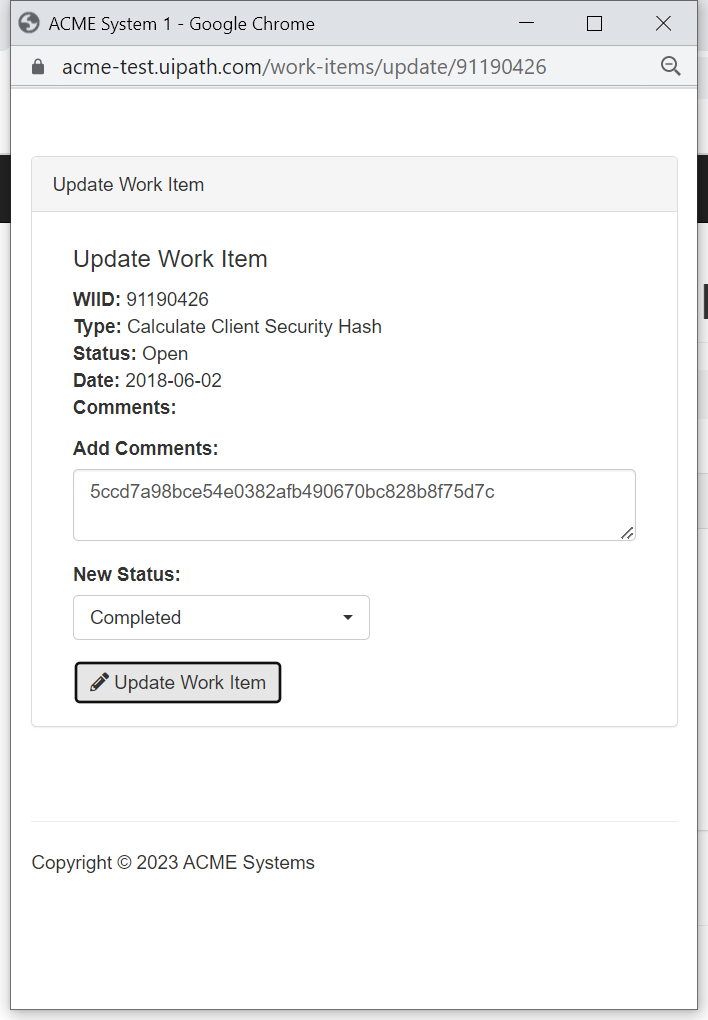 ACME System 1 - Google Chrome
acme-test.uipath.com/work-items/update/91190426
Update Work Item
Update Work Item
WIID: 91190426
Type: Calculate Client Security Hash
Status: Open
Date: 2018-06-02
Comments:
Add Comments:
5ccd7a98bce54e0382afb490670bc828b8f75d7c
New Status:
Completed
Update Work Item
Copyright © 2023 ACME Systems